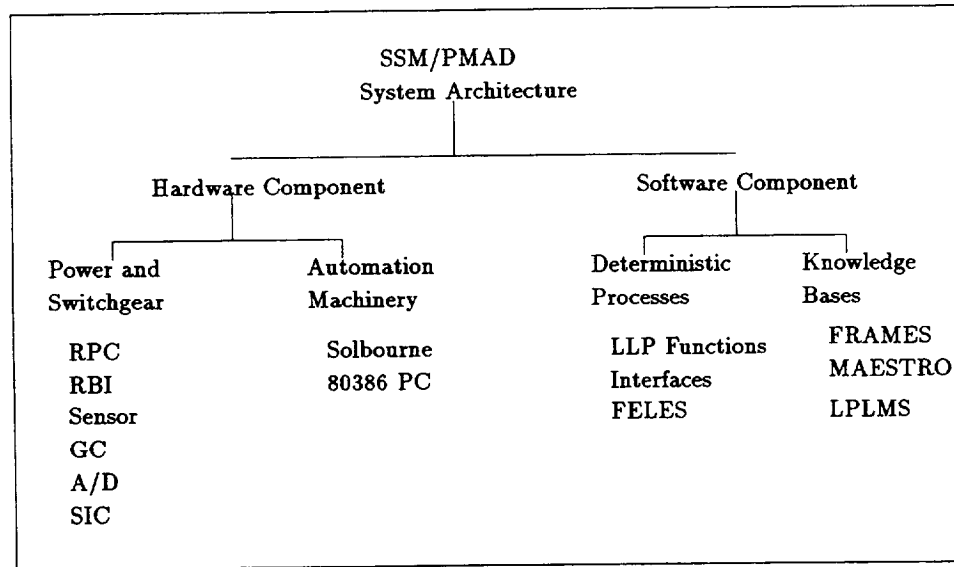 SSM/PMAD
System Architecture
Hardware Component
Software Component
Power and
Switchgear
RPC
RBI
Sensor
GC
A/D
SIC
Automation
Machinery
Solbourne
80386 PC
Deterministic
Processes
LLP Functions
Interfaces
FELES
Knowledge
Bases
FRAMES
MAESTRO
LPLMS